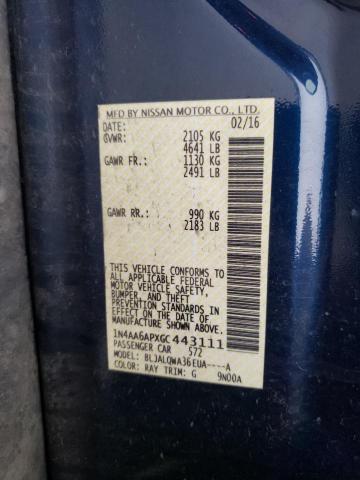 MFD BY NISSAN MOTOR CO., LTD.
DATE: 02/16
GVWR: 2105 KG
4641 LB
GAWR FR.: 1130 KG
2491 LB
GAWR RR.: 990 KG
2183 LB
THIS VEHICLE CONFORMS TO
ALL APPLICABLE FEDERAL
MOTOR VEHICLE SAFETY,
BUMPER, AND THEFT
PREVENTION STANDARDS IN
EFFECT ON THE DATE OF
MANUFACTURE SHOWN ABOVE.
1N4AA6APXGC443111
PASSENGER CAR 572
MODEL: BLJALQWA36EUA----A
COLOR: RAY TRIM: G 9N00A